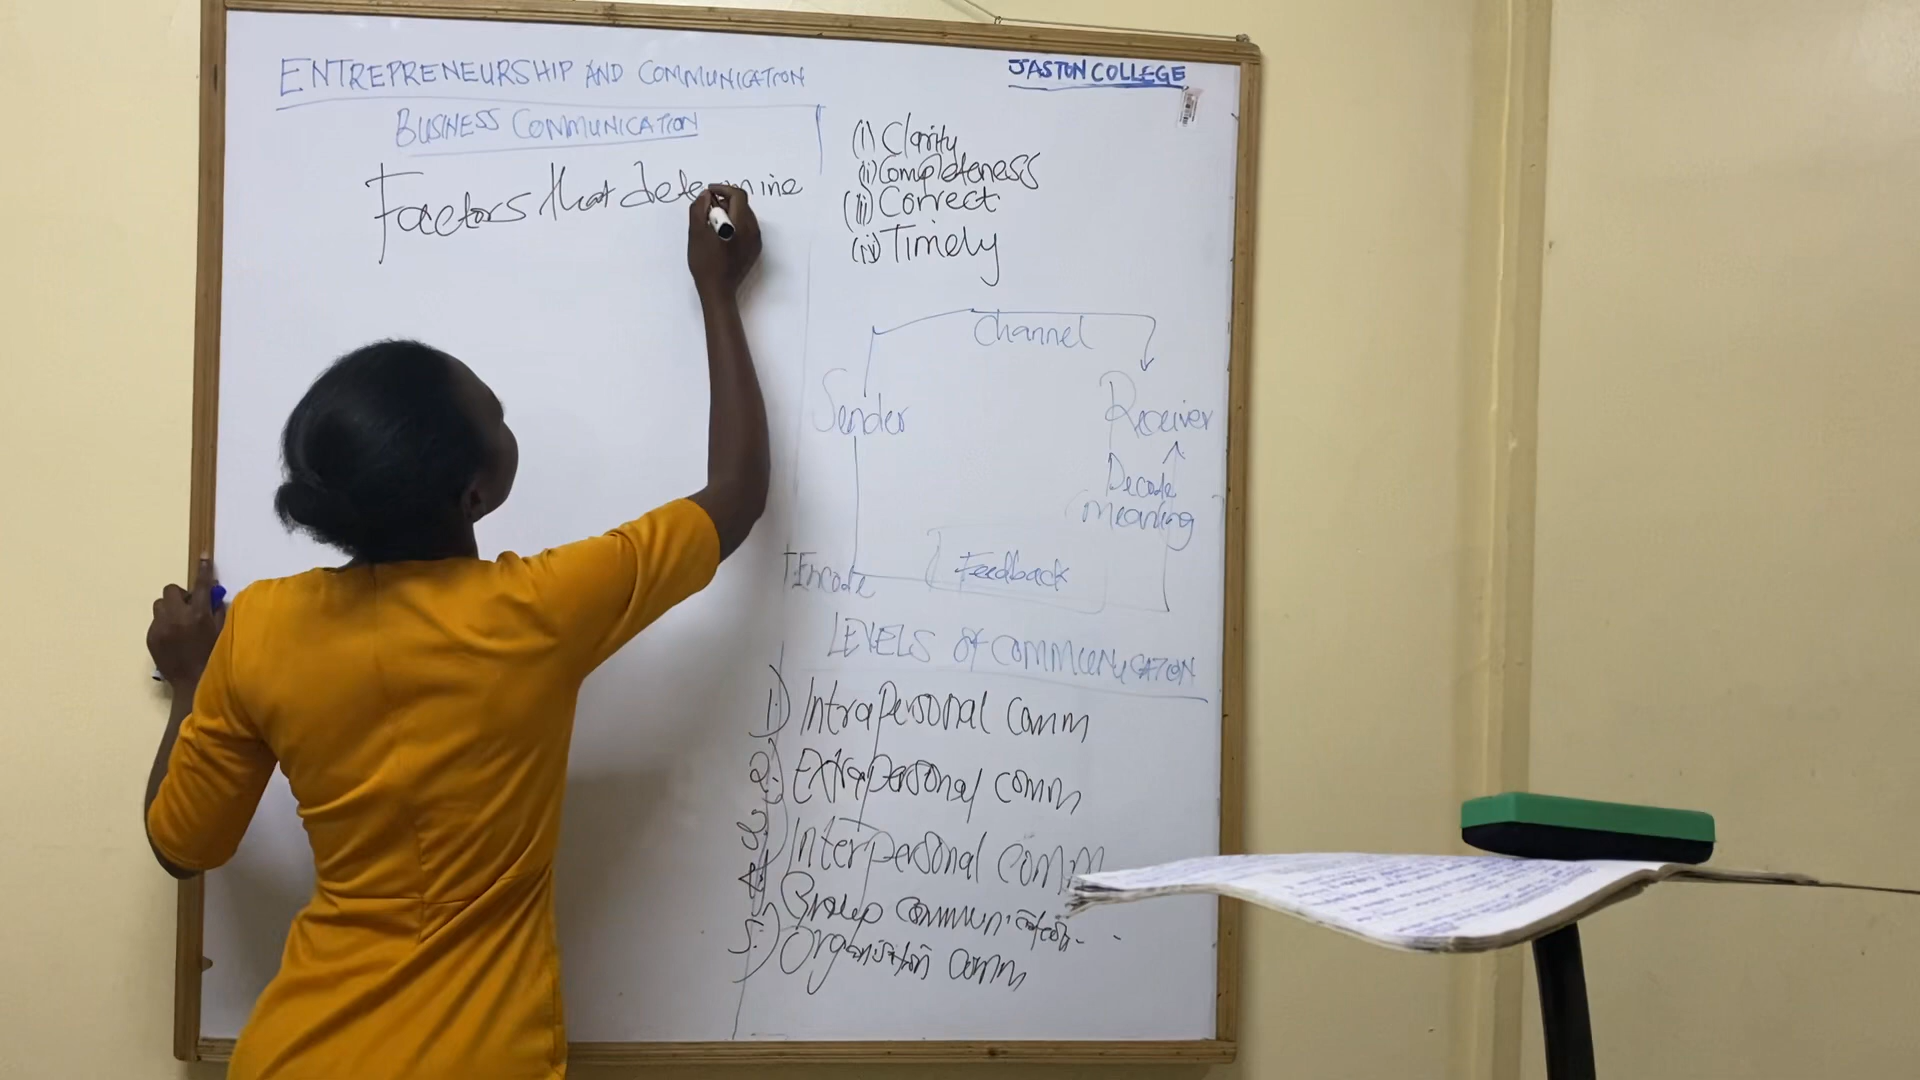 ENTREPRENEURSHIP AND COMMUNICATION
BUSINESS COMMUNICATION
Factors that determine
JASTON COLLEGE
(i) Clarity
(ii) Completeness
(iii) Correct
(iv) Timely
Channel
Sender
Receiver
Decode
meaning
Encode
Feedback
LEVELS OF COMMUNICATION
1) Intrapersonal comm
2) Extrapersonal comm
3) Interpersonal comm
4) Group communication
5) Organisation comm